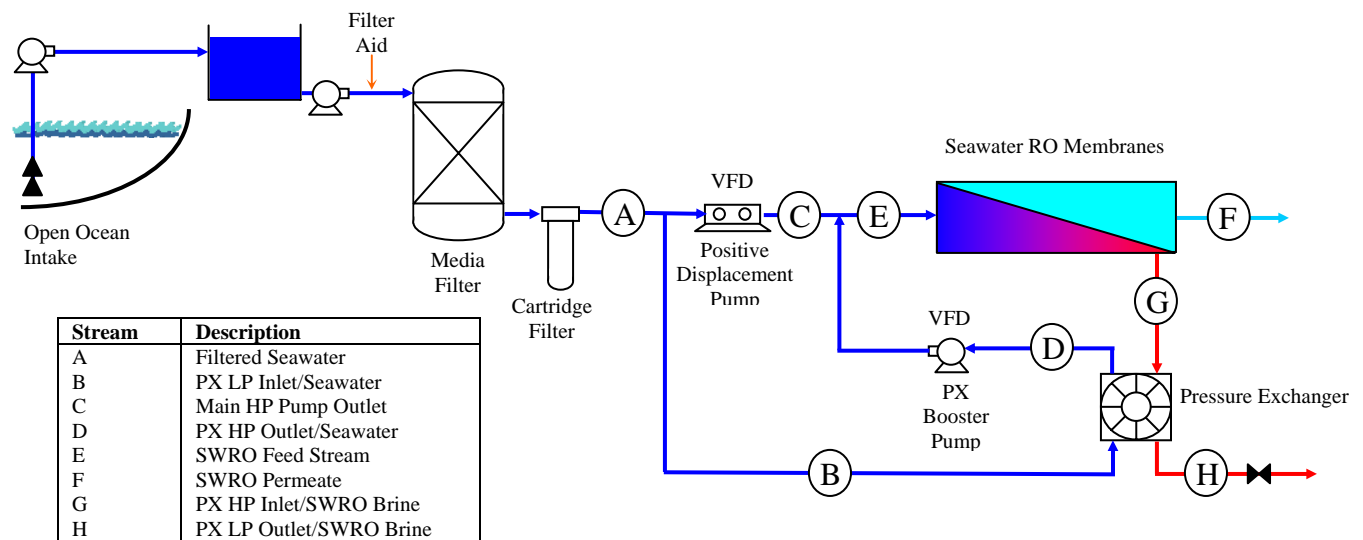 Filter
Aid
Open Ocean
Intake
Media
Filter
Cartridge
Filter
A
VFD
Positive
Displacement
Pump
C
E
Seawater RO Membranes
F
G
VFD
D
PX
Booster
Pump
Pressure Exchanger
B
H
Stream Description
A Filtered Seawater
B PX LP Inlet/Seawater
C Main HP Pump Outlet
D PX HP Outlet/Seawater
E SWRO Feed Stream
F SWRO Permeate
G PX HP Inlet/SWRO Brine
H PX LP Outlet/SWRO Brine